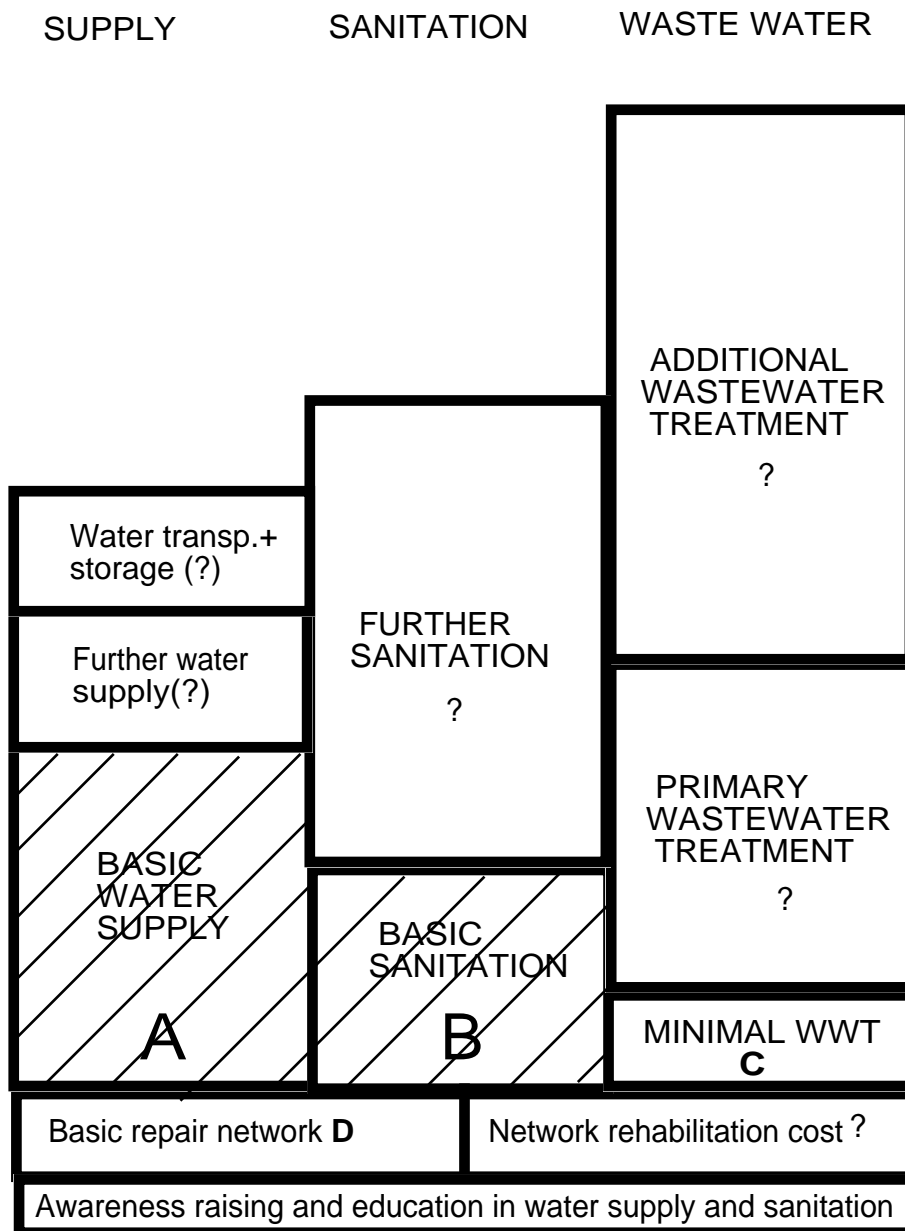 SUPPLY
SANITATION
WASTE WATER
ADDITIONAL
WASTEWATER
TREATMENT
?
Water transp.+
storage (?)
Further water
supply(?)
FURTHER
SANITATION
?
PRIMARY
WASTEWATER
TREATMENT
?
BASIC
WATER
SUPPLY
A
BASIC
SANITATION
B
MINIMAL WWT
C
Basic repair network D
Network rehabilitation cost ?
Awareness raising and education in water supply and sanitation